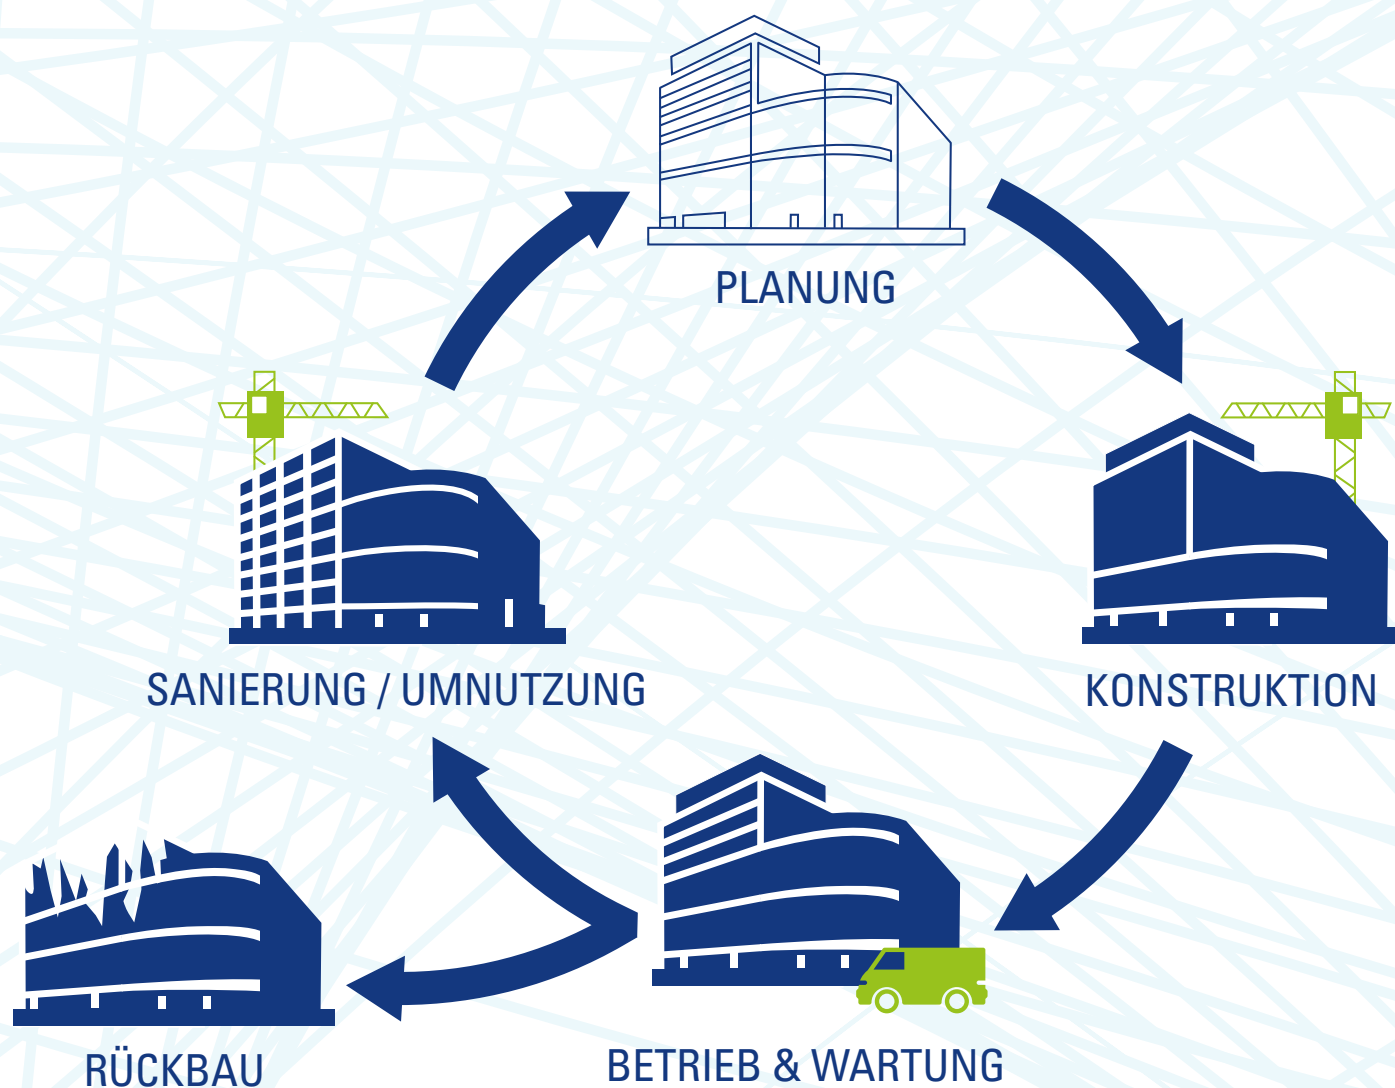 PLANUNG
SANIERUNG / UMNUTZUNG
KONSTRUKTION
RÜCKBAU
BETRIEB & WARTUNG